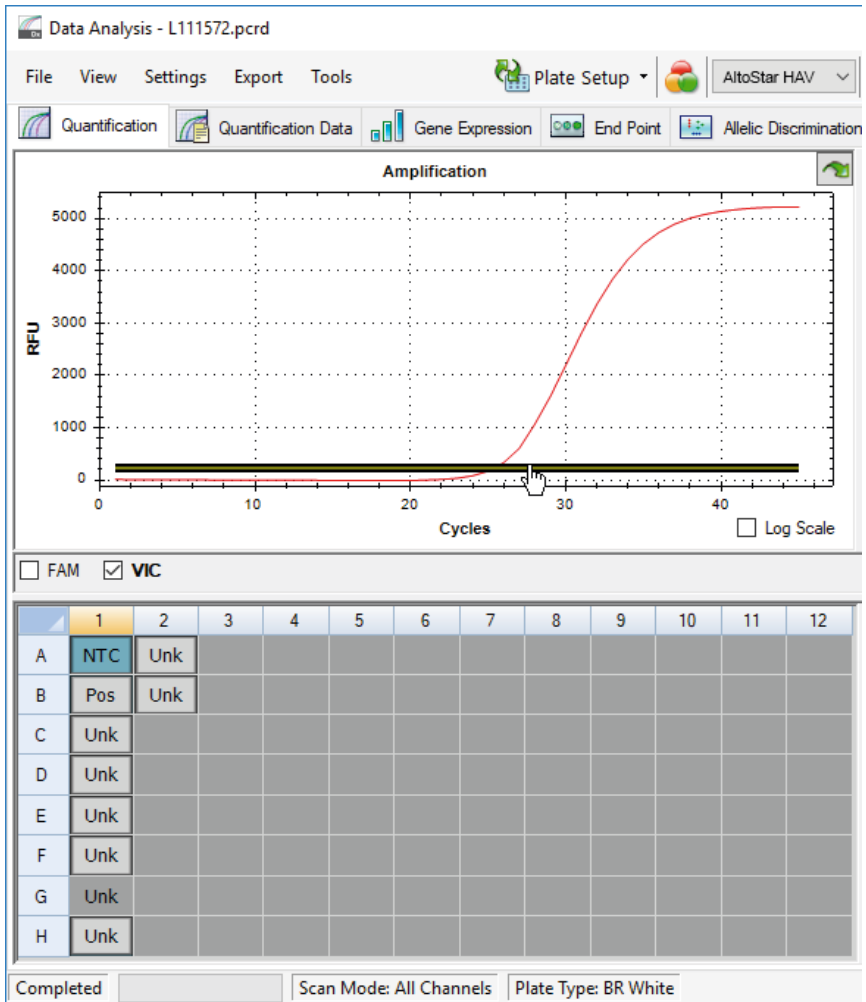 Data Analysis - L111572.pcrd
File View Settings Export Tools Plate Setup AltoStar HAV
Quantification Quantification Data Gene Expression End Point Allelic Discrimination
Amplification
5000
4000
3000
2000
1000
0
RFU
0 10 20 30 40
Cycles
Log Scale
FAM VIC
1 2 3 4 5 6 7 8 9 10 11 12
A NTC Unk
B Pos Unk
C Unk
D Unk
E Unk
F Unk
G Unk
H Unk
Completed Scan Mode: All Channels Plate Type: BR White